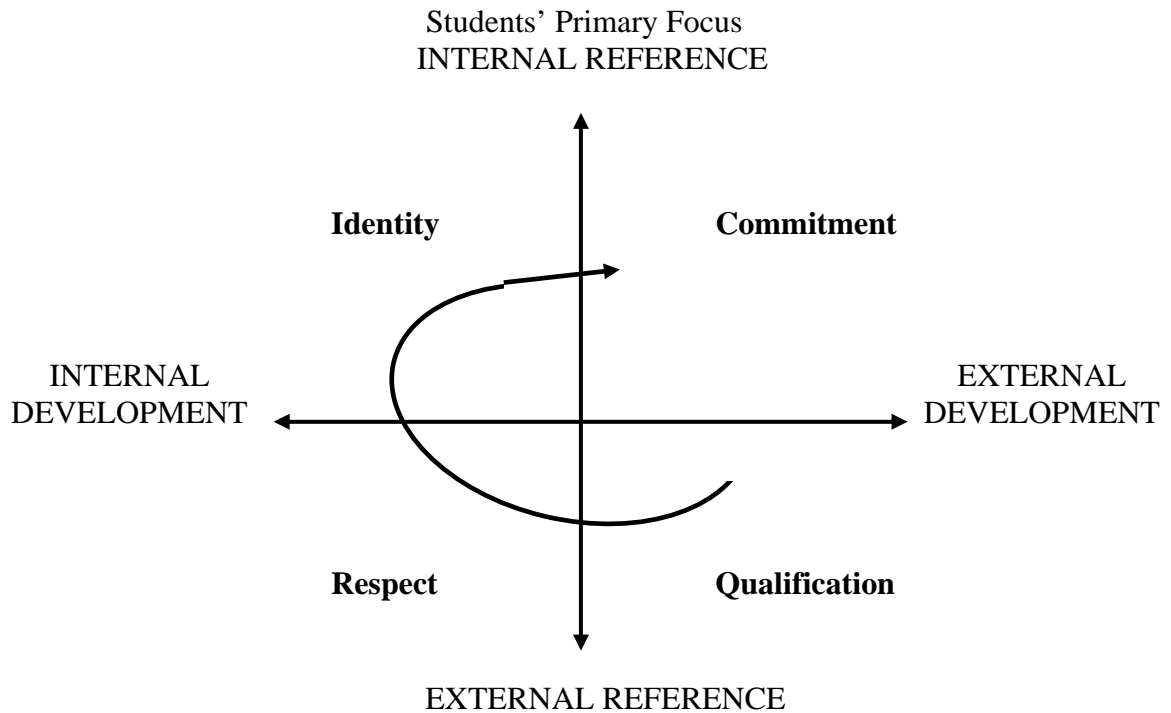 Students’ Primary Focus
INTERNAL REFERENCE
Identity
Commitment
INTERNAL
DEVELOPMENT
EXTERNAL
DEVELOPMENT
Respect
Qualification
EXTERNAL REFERENCE